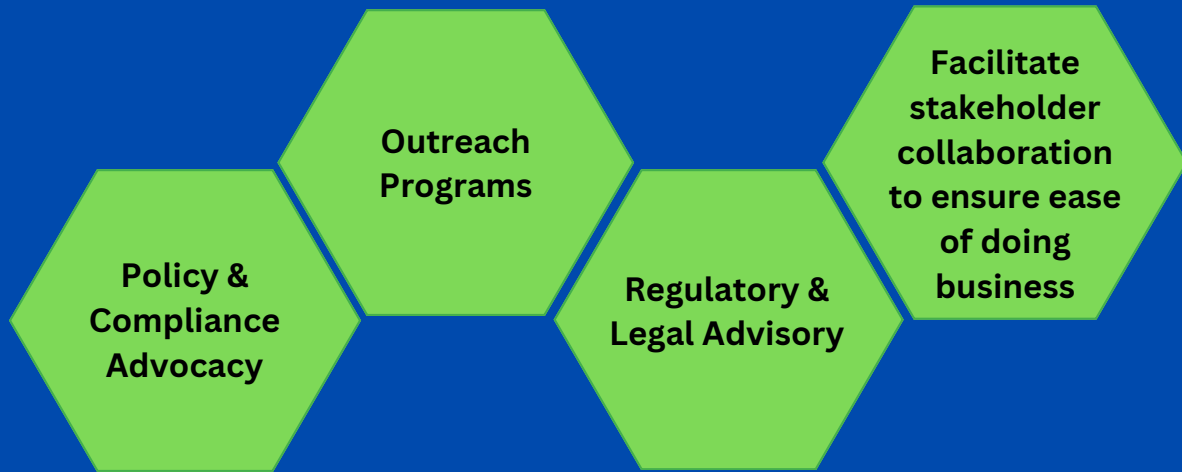 Policy &
Compliance
Advocacy
Outreach
Programs
Regulatory &
Legal Advisory
Facilitate
stakeholder
collaboration
to ensure ease
of doing
business